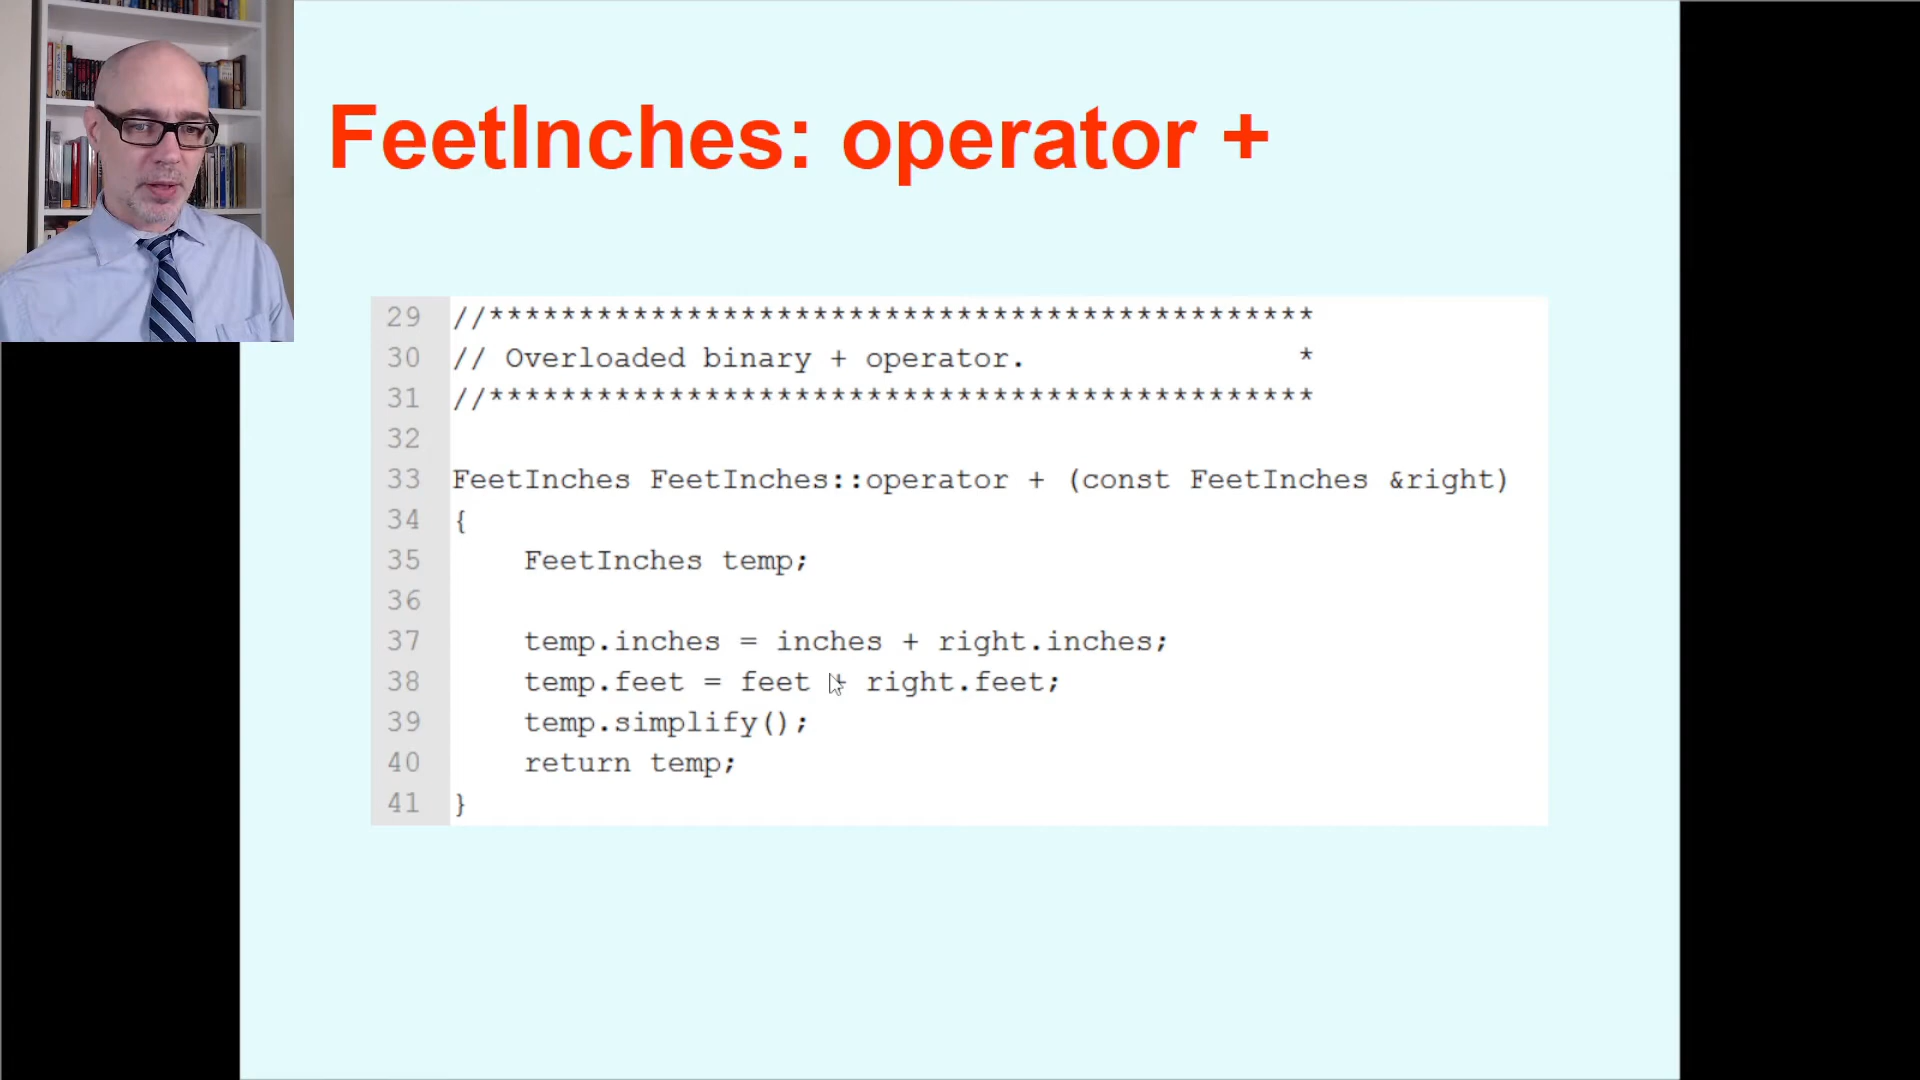 FeetInches: operator +
29 //**********************************************
30 // Overloaded binary + operator. *
31 //**********************************************
32
33 FeetInches FeetInches::operator + (const FeetInches &right)
34 {
35 FeetInches temp;
36
37 temp.inches = inches + right.inches;
38 temp.feet = feet + right.feet;
39 temp.simplify();
40 return temp;
41 }